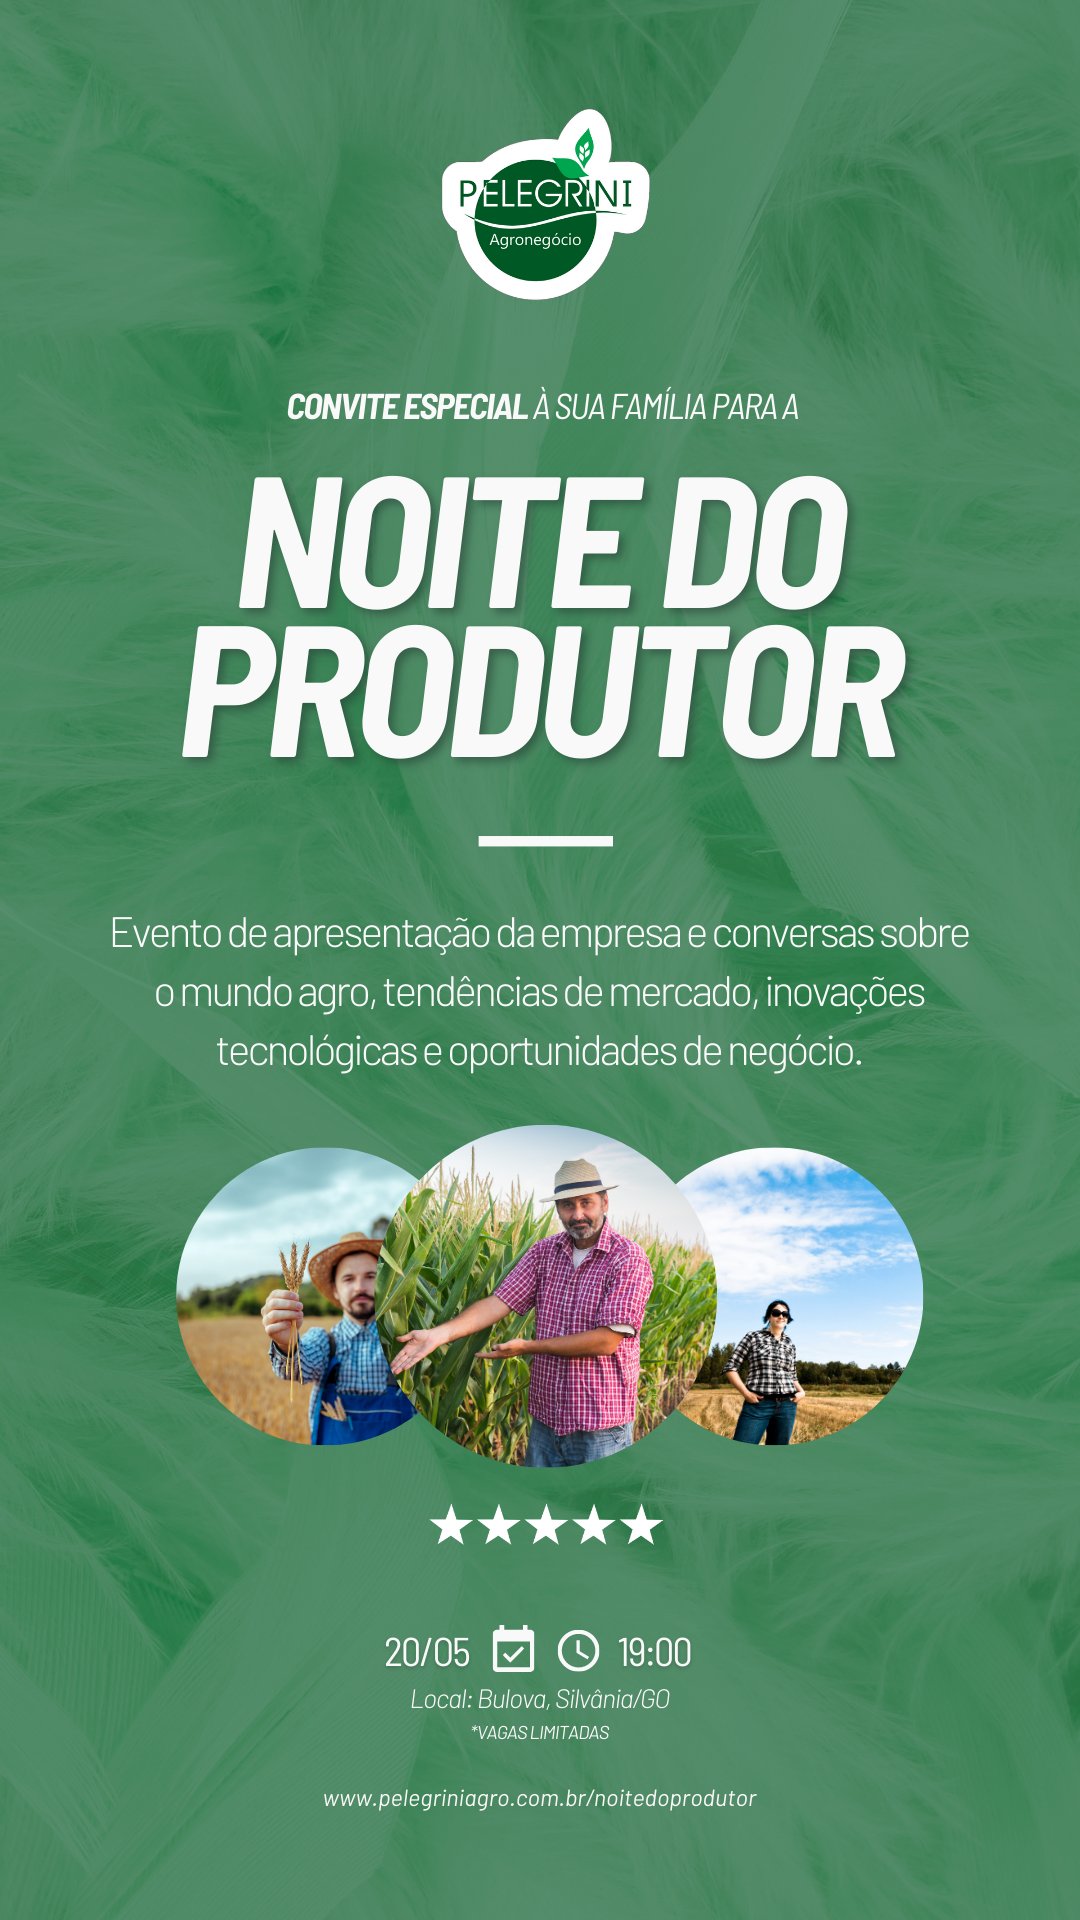 PELEGRINI
Agronegócio
CONVITE ESPECIAL À SUA FAMÍLIA PARA A
NOITE DO
PRODUTOR
Evento de apresentação da empresa e conversas sobre
o mundo agro, tendências de mercado, inovações
tecnológicas e oportunidades de negócio.
20/05 19:00
Local: Bulova, Silvânia/GO
*VAGAS LIMITADAS
www.pelegriniagro.com.br/noitedoprodutor